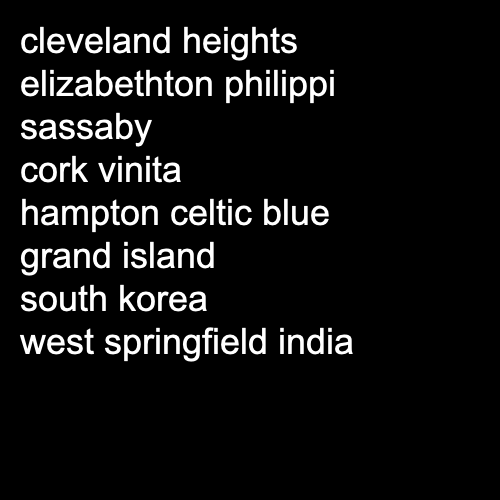 cleveland heights
elizabethton philippi
sassaby
cork vinita
hampton celtic blue
grand island
south korea
west springfield india